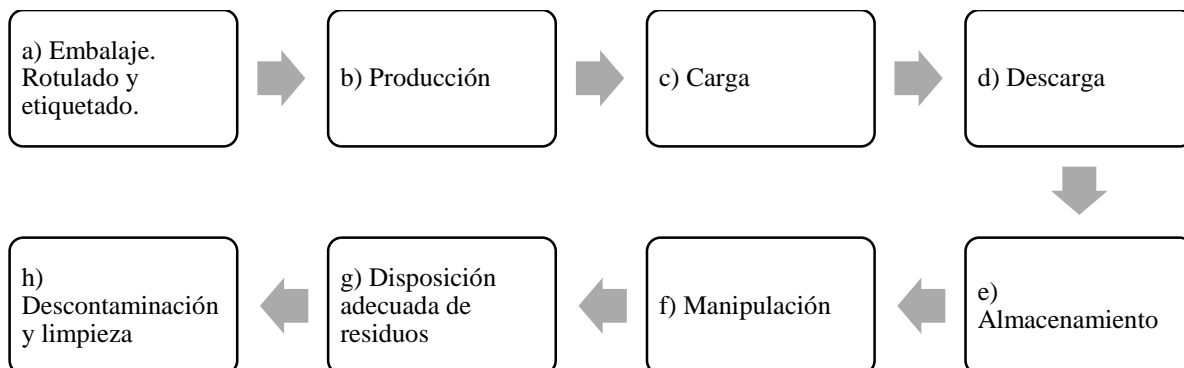 a) Embalaje.
Rotulado y
etiquetado.
b) Producción
c) Carga
d) Descarga
e)
Almacenamiento
f) Manipulación
g) Disposición
adecuada de
residuos
h)
Descontaminación
y limpieza